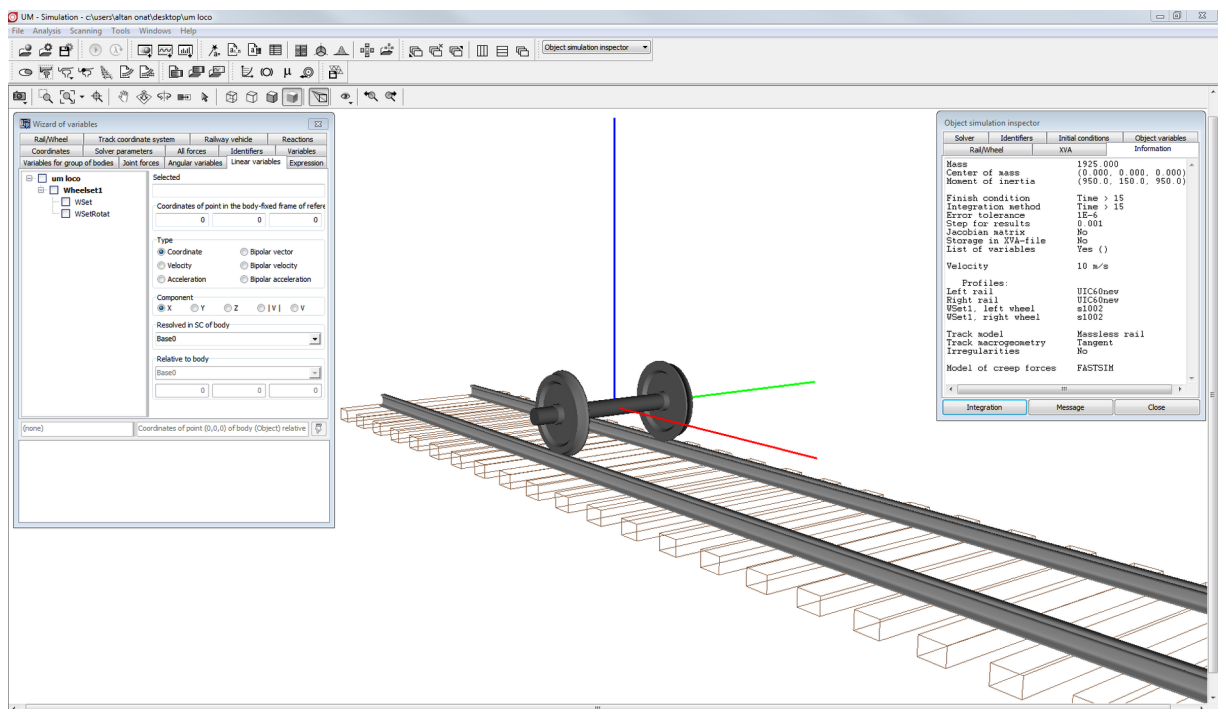 UM - Simulation - c:\users\altan onat\desktop\um loco
File Analysis Scanning Tools Windows Help
Object simulation inspector
Wizard of variables
Rail/Wheel Track coordinate system Railway vehicle Reactions
Coordinates Solver parameters All forces Identifiers Variables
Variables for group of bodies Joint forces Angular variables Linear variables Expression
um loco
Wheelset1
WSet
WSetRotat
Selected
Coordinates of point in the body-fixed frame of refere
0 0 0
Type
Coordinate Bipolar vector
Velocity Bipolar velocity
Acceleration Bipolar acceleration
Component
X Y Z |V| V
Resolved in SC of body
Base0
Relative to body
Base0
0 0 0
(none) Coordinates of point (0,0,0) of body (Object) relative
Object simulation inspector
Solver Identifiers Initial conditions Object variables
Rail/Wheel XVA Information
Mass 1925.000
Center of mass (0.000, 0.000, 0.000)
Moment of inertia (950.0, 150.0, 950.0)
Finish condition Time > 15
Integration method Time > 15
Error tolerance 1E-6
Step for results 0.001
Jacobian matrix No
Storage in XVA-file No
List of variables Yes ()
Velocity 10 m/s
Profiles:
Left rail UIC60new
Right rail UIC60new
WSet1, left wheel s1002
WSet1, right wheel s1002
Track model Massless rail
Track macrogeometry Tangent
Irregularities No
Model of creep forces FASTSIM
Integration Message Close